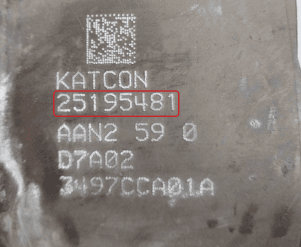 KATCON
25195481
AAN2 59 0
D7A02
3497CCA01A